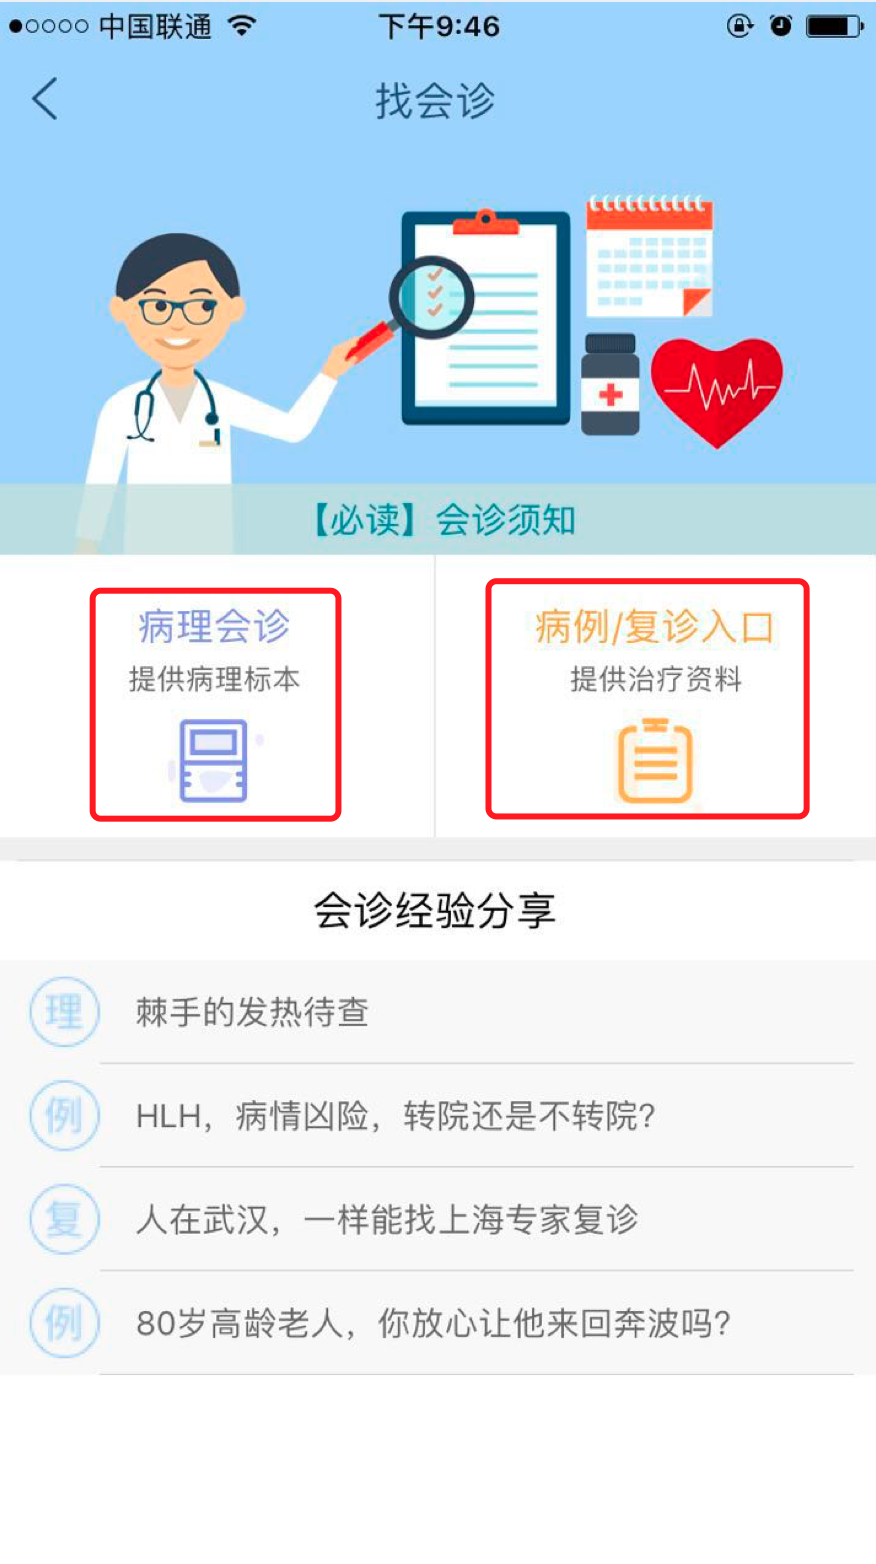 中国联通
下午9:46
找会诊
【必读】会诊须知
病理会诊
提供病理标本
病例/复诊入口
提供治疗资料
会诊经验分享
理 棘手的发热待查
例 HLH，病情凶险，转院还是不转院？
复 人在武汉，一样能找上海专家复诊
例 80岁高龄老人，你放心让他来回奔波吗？